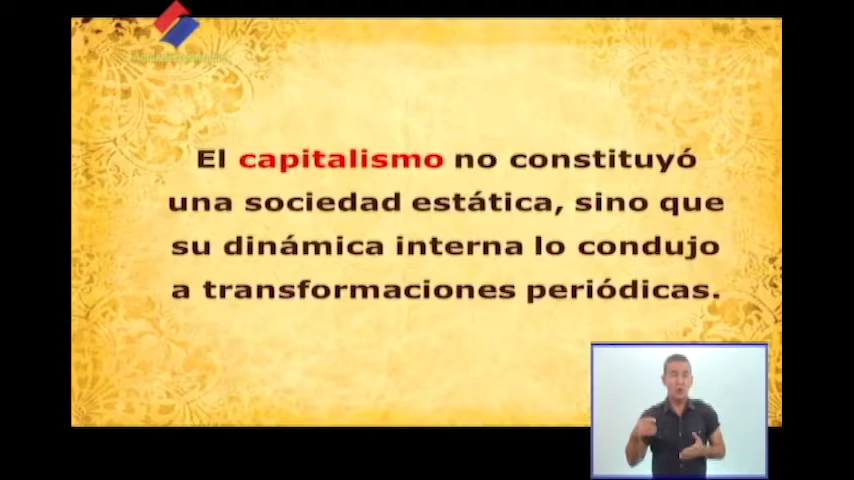 El capitalismo no constituyó
una sociedad estática, sino que
su dinámica interna lo condujo
a transformaciones periódicas.